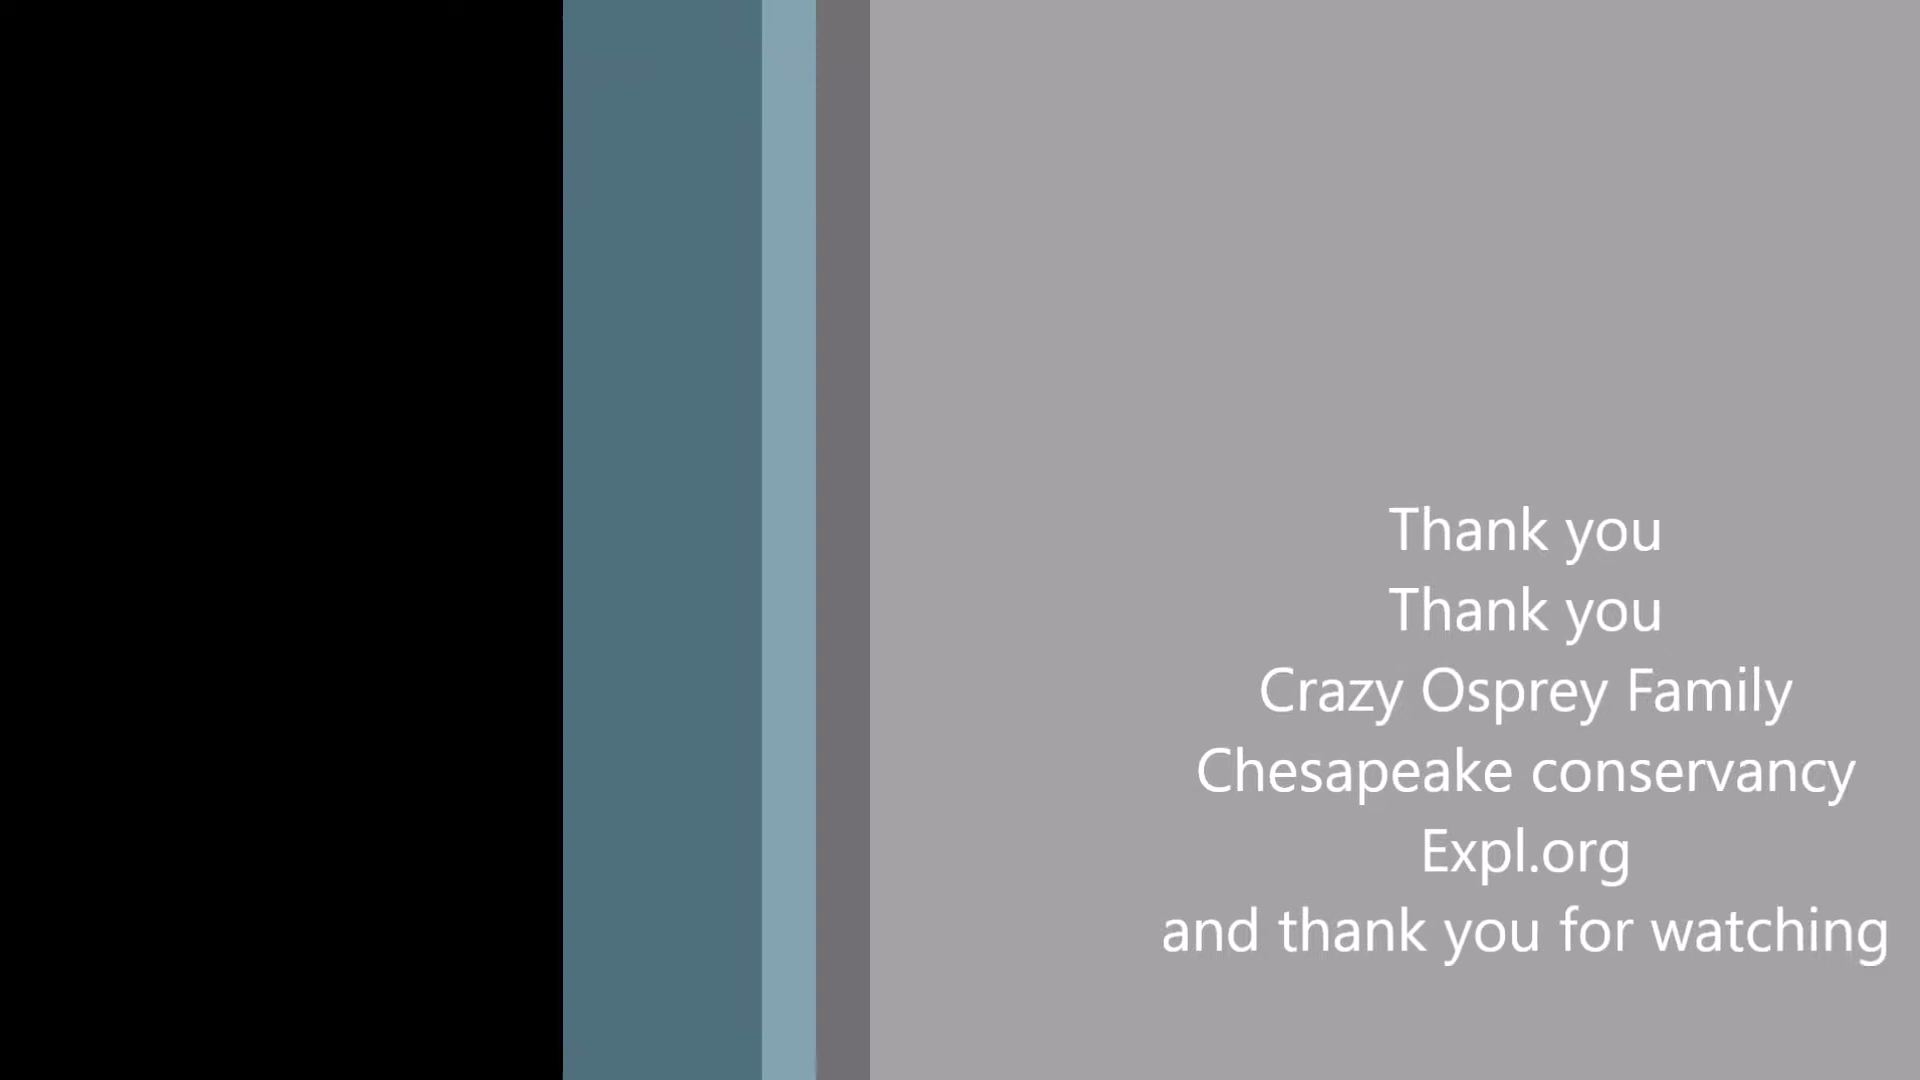 Thank you
Thank you
Crazy Osprey Family
Chesapeake conservancy
Expl.org
and thank you for watching